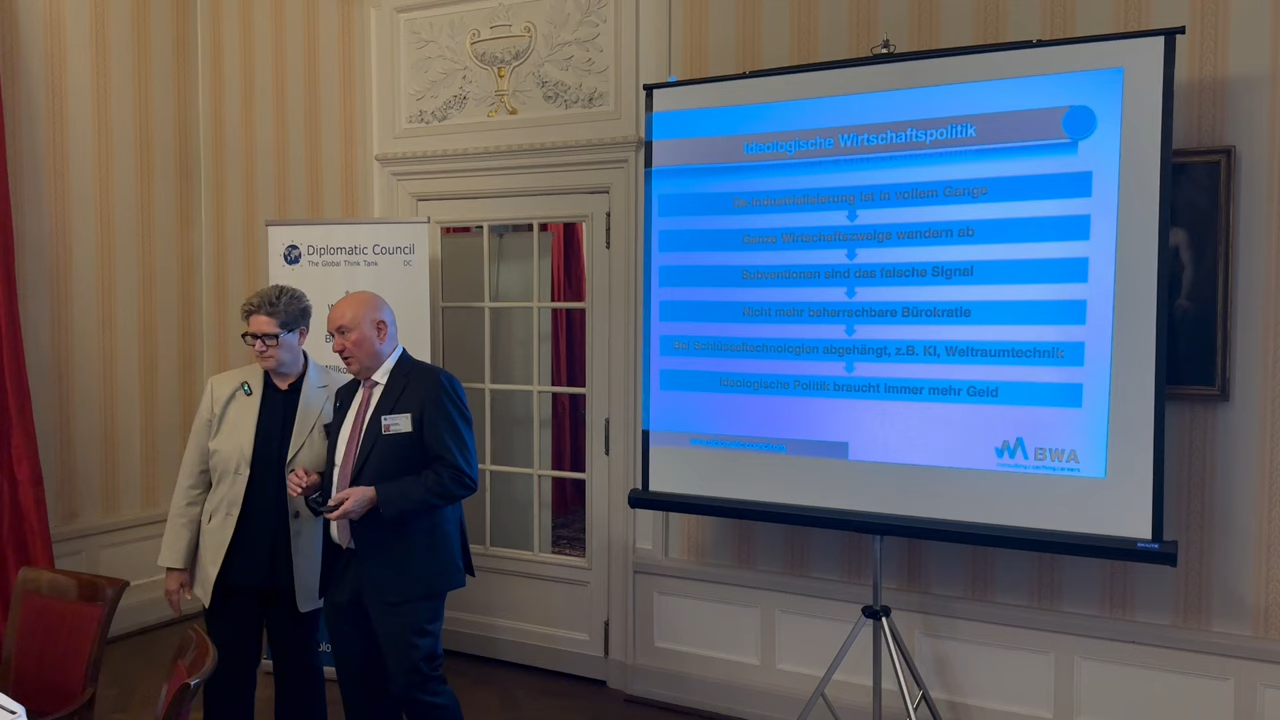 Diplomatic Council
The Global Think Tank DC
Ideologische Wirtschaftspolitik
De-Industrialisierung ist in vollem Gange
Ganze Wirtschaftszweige wandern ab
Subventionen sind das falsche Signal
Nicht mehr beherrschbare Bürokratie
Bei Schlüsseltechnologien abgehängt, z.B. KI, Weltraumtechnik
Ideologische Politik braucht immer mehr Geld
BWA